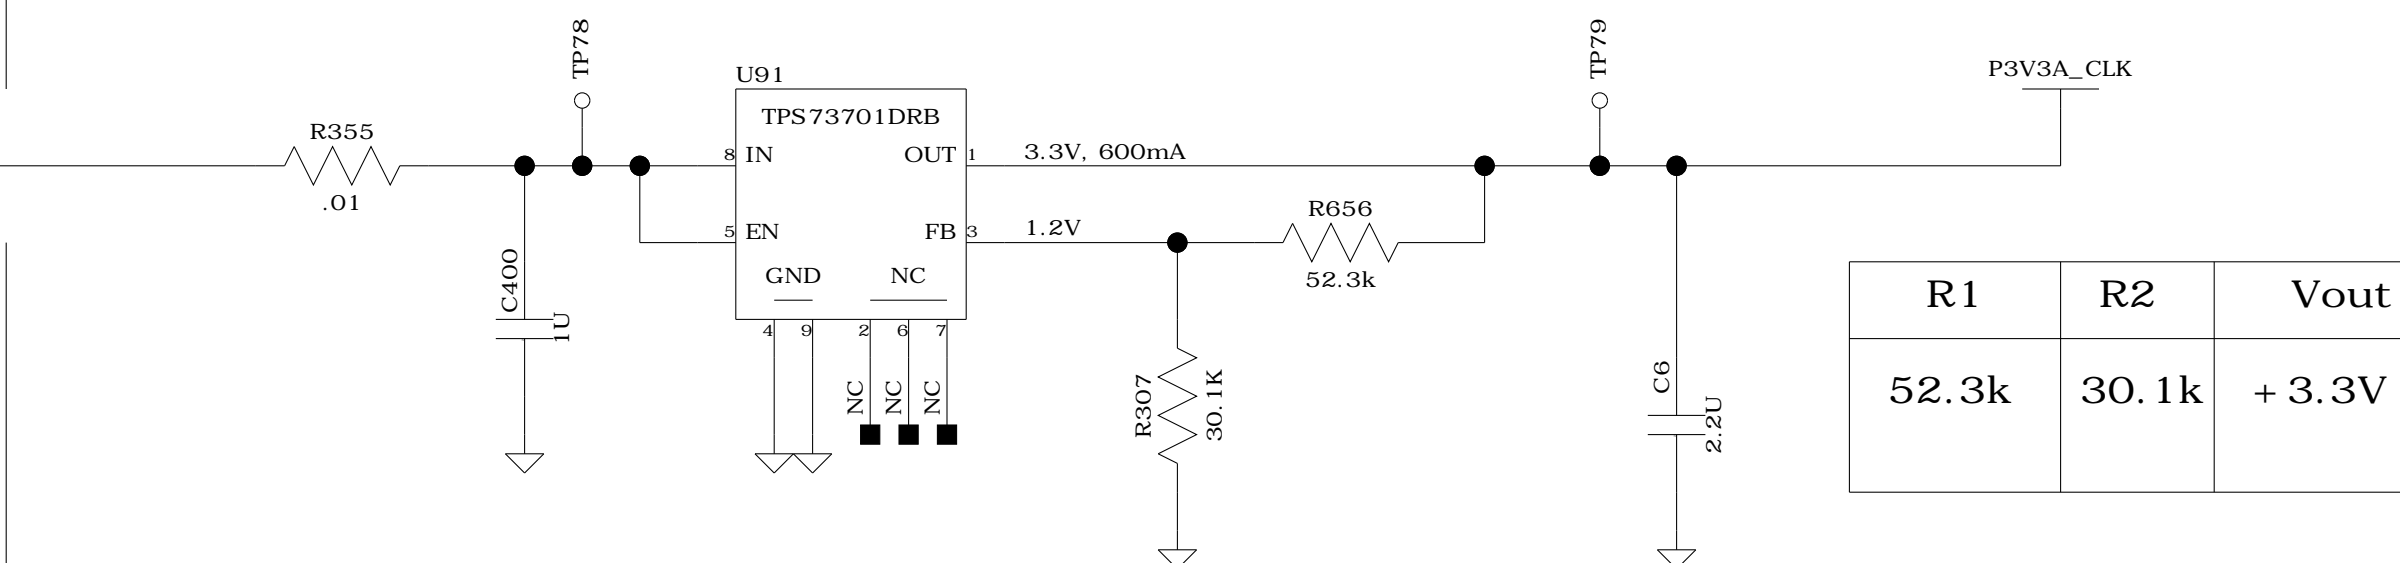 TP78
TP79
U91
P3V3A_CLK
TPS73701DRB
R355
8 IN
OUT 1
3.3V, 600mA
.01
R656
5 EN
FB 3
1.2V
GND
NC
52.3k
C400
1U
4 9 2 6 7
NC NC NC
R307
30.1K
C6
2.2U
R1 R2 Vout
52.3k 30.1k +3.3V